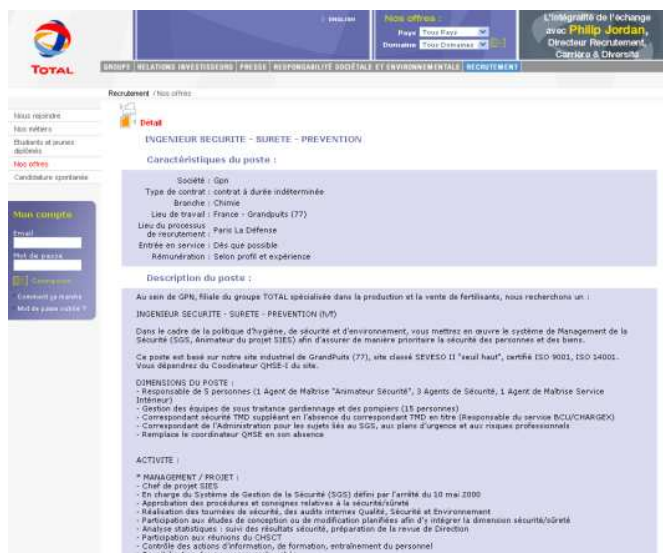 ENGLISH
Nos offres :
Pays Tous Pays
Domaine Tous Domaines
L'intégralité de l'échange
avec Philip Jordan,
Directeur Recrutement,
Carrière & Diversité
TOTAL
GROUPE | RELATIONS INVESTISSEURS | PRESSE | RESPONSABILITÉ SOCIÉTALE ET ENVIRONNEMENTALE | RECRUTEMENT
Recrutement / Nos offres
Nous rejoindre
Nos métiers
Etudiants et jeunes
diplômés
Nos offres
Candidature spontanée
Mon compte
Email
Mot de passe
Connexion
Comment ça marche
Mot de passe oublié ?
Détail
INGENIEUR SECURITE - SURETE - PREVENTION
Caractéristiques du poste :
Société : Gpn
Type de contrat : contrat à durée indéterminée
Branche : Chimie
Lieu de travail : France - Grandpuits (77)
Lieu du processus
de recrutement : Paris La Défense
Entrée en service : Dès que possible
Rémunération : Selon profil et expérience
Description du poste :
Au sein de GPN, filiale du groupe TOTAL spécialisée dans la production et la vente de fertilisants, nous recherchons un :
INGENIEUR SECURITE - SURETE - PREVENTION (h/f)
Dans le cadre de la politique d'hygiène, de sécurité et d'environnement, vous mettrez en œuvre le système de Management de la
Sécurité (SGS, Animateur du projet SIES) afin d'assurer de manière prioritaire la sécurité des personnes et des biens.
Ce poste est basé sur notre site industriel de GrandPuits (77), site classé SEVESO II "seuil haut", certifié ISO 9001, ISO 14001.
Vous dépendrez du Coodinateur QHSE-I du site.
DIMENSIONS DU POSTE :
- Responsable de 5 personnes (1 Agent de Maîtrise "Animateur Sécurité", 3 Agents de Sécurité, 1 Agent de Maîtrise Service
Intérieur)
- Gestion des équipes de sous traitance gardiennage et des pompiers (15 personnes)
- Correspondant sécurité TMD suppléant en l'absence du correspondant TMD en titre (Responsable du service BCU/CHARGEX)
- Correspondant de l'Administration pour les sujets liés au SGS, aux plans d'urgence et aux risques professionnels
- Remplace le coordinateur QHSE en son absence
ACTIVITE :
* MANAGEMENT / PROJET :
- Chef de projet SIES
- En charge du Système de Gestion de la Sécurité (SGS) défini par l'arrêté du 10 mai 2000
- Approbation des procédures et consignes relatives à la sécurité/sûreté
- Réalisation des tournées de sécurité, des audits internes Qualité, Sécurité et Environnement
- Participation aux études de conception ou de modification planifiées afin d'y intégrer la dimension sécurité/sûreté
- Analyse statistiques : suivi des résultats sécurité, préparation de la revue de Direction
- Participation aux réunions du CHSCT
- Contrôle des actions d'information, de formation, entraînement du personnel